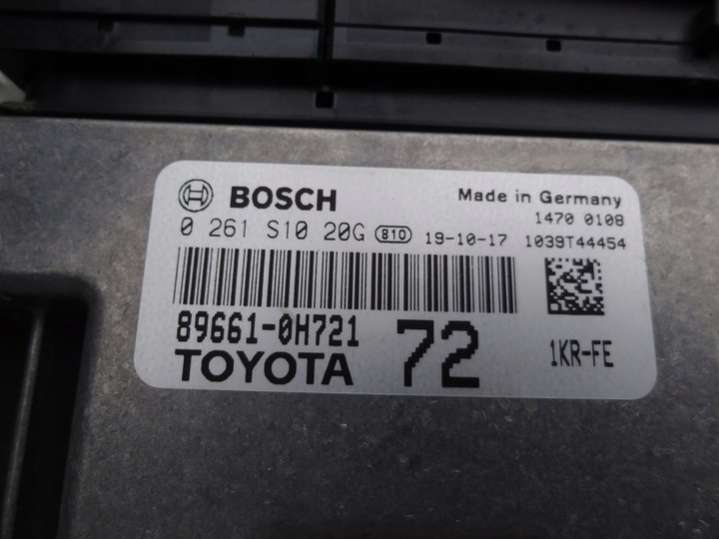 BOSCH
Made in Germany
1470 0108
0 261 S10 20G 810 19-10-17 1039T44454
89661-0H721
TOYOTA
72
1KR-FE